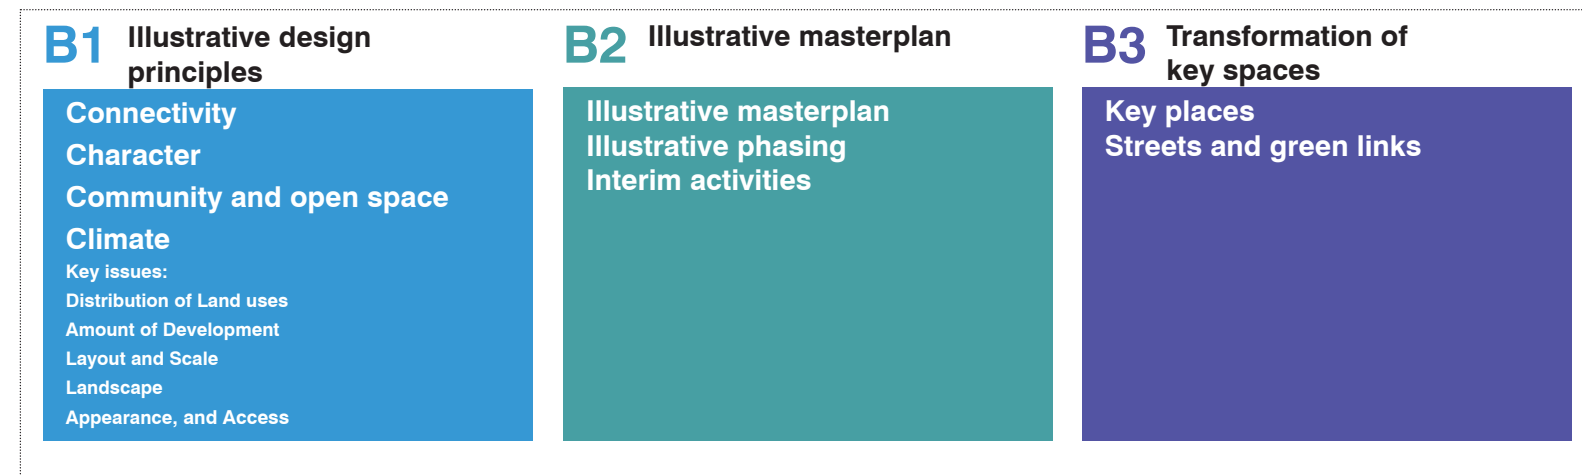 B1 Illustrative design
principles
Connectivity
Character
Community and open space
Climate
Key issues:
Distribution of Land uses
Amount of Development
Layout and Scale
Landscape
Appearance, and Access
B2 Illustrative masterplan
Illustrative masterplan
Illustrative phasing
Interim activities
B3 Transformation of
key spaces
Key places
Streets and green links